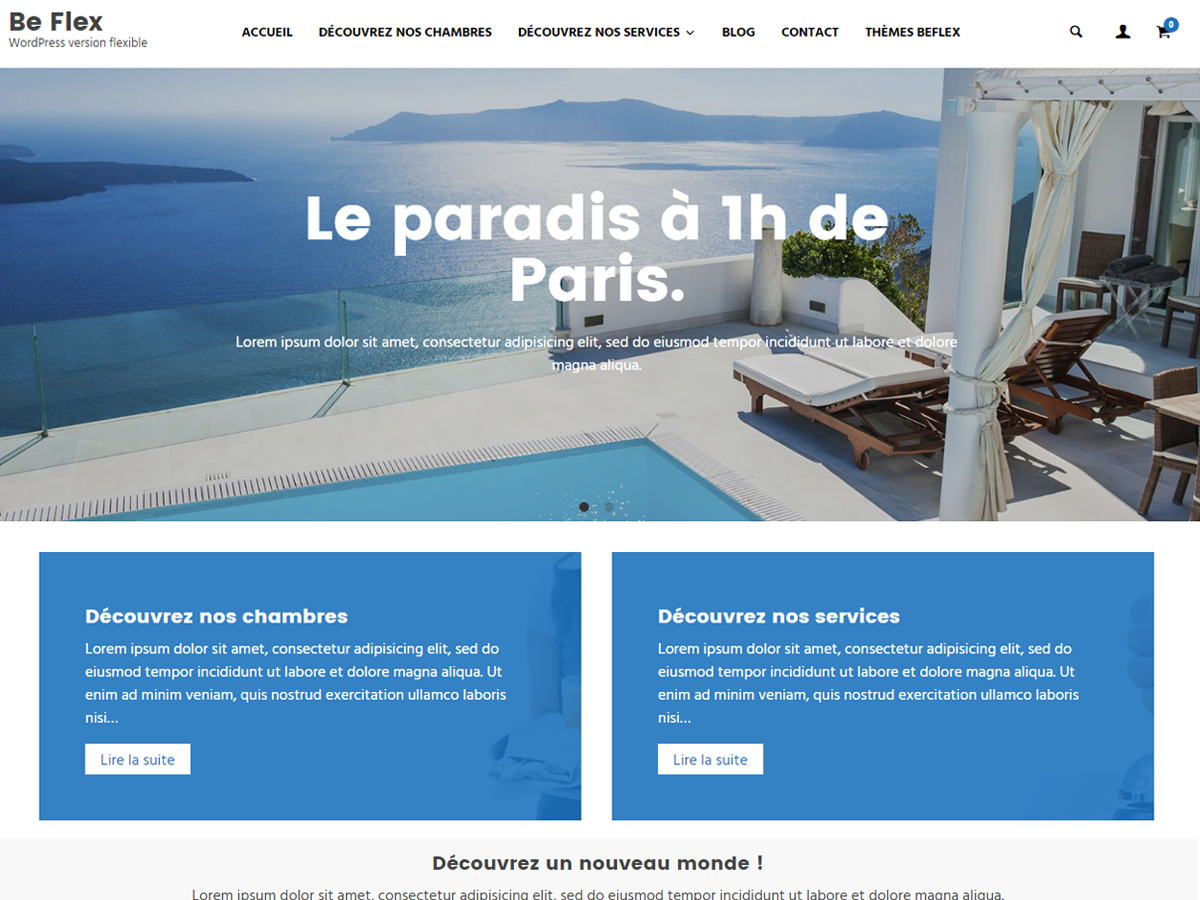 Be Flex
WordPress version flexible
ACCUEIL DÉCOUVREZ NOS CHAMBRES DÉCOUVREZ NOS SERVICES BLOG CONTACT THÈMES BEFLEX
0
Le paradis à 1h de
Paris.
Lorem ipsum dolor sit amet, consectetur adipisicing elit, sed do eiusmod tempor incididunt ut labore et dolore
magna aliqua.
Découvrez nos chambres
Lorem ipsum dolor sit amet, consectetur adipisicing elit, sed do
eiusmod tempor incididunt ut labore et dolore magna aliqua. Ut
enim ad minim veniam, quis nostrud exercitation ullamco laboris
nisi…
Lire la suite
Découvrez nos services
Lorem ipsum dolor sit amet, consectetur adipisicing elit, sed do
eiusmod tempor incididunt ut labore et dolore magna aliqua. Ut
enim ad minim veniam, quis nostrud exercitation ullamco laboris
nisi…
Lire la suite
Découvrez un nouveau monde !
Lorem ipsum dolor sit amet, consectetur adipisicing elit, sed do eiusmod tempor incididunt ut labore et dolore magna aliqua.